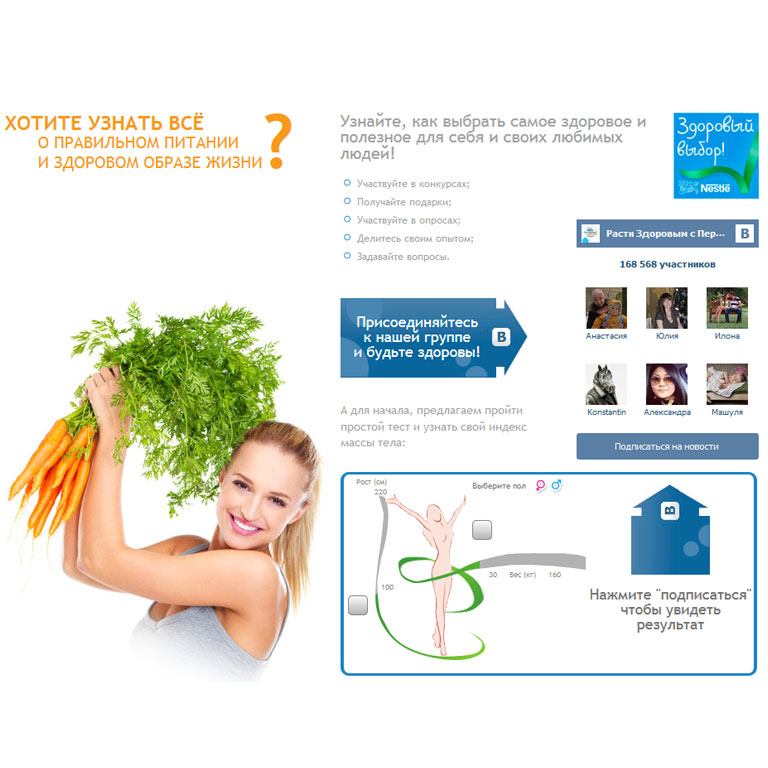 ХОТИТЕ УЗНАТЬ ВСЁ
О ПРАВИЛЬНОМ ПИТАНИИ
И ЗДОРОВОМ ОБРАЗЕ ЖИЗНИ
?
Узнайте, как выбрать самое здоровое и
полезное для себя и своих любимых
людей!
Участвуйте в конкурсах;
Получайте подарки;
Участвуйте в опросах;
Делитесь своим опытом;
Задавайте вопросы.
Здоровый
выбор!
Nestlé
Присоединяйтесь
к нашей группе
и будьте здоровы!
В
Расти Здоровым с Пер...
В
168 568 участников
Анастасия Юлия Илона
Konstantin Александра Машуля
Подписаться на новости
А для начала, предлагаем пройти
простой тест и узнать свой индекс
массы тела:
Рост (см)
220
100
Выберите пол
30 Вес (кг) 160
В
Нажмите "подписаться"
чтобы увидеть
результат